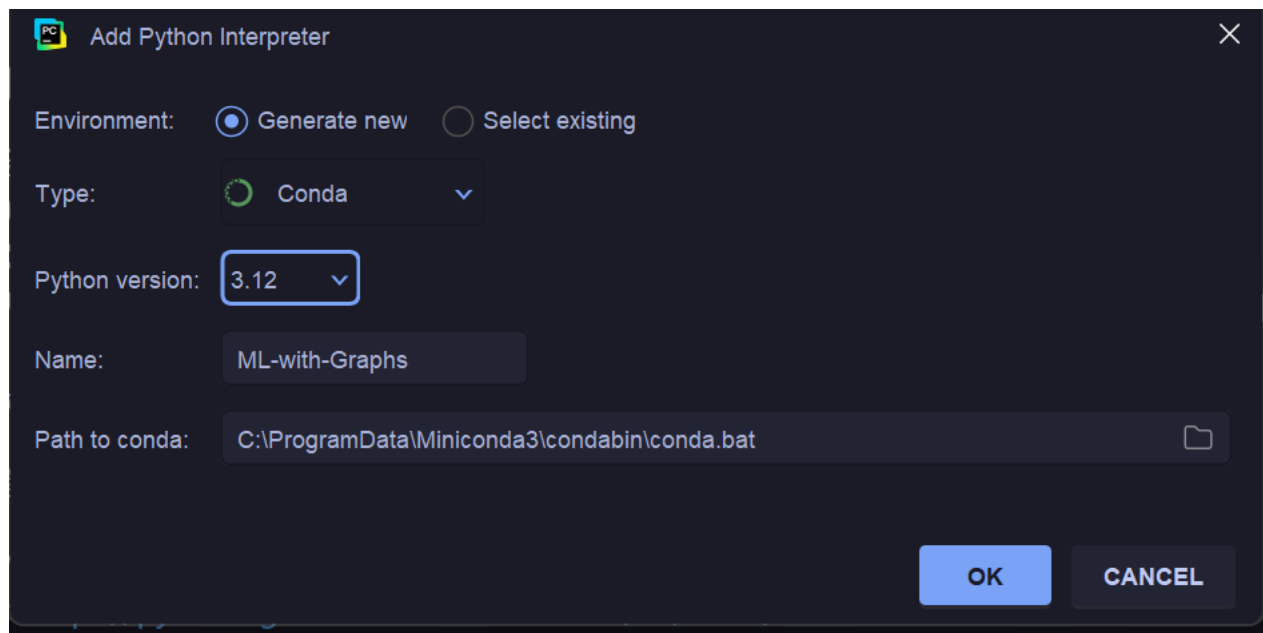 PC
Add Python Interpreter
Environment: Generate new Select existing
Type: Conda
Python version: 3.12
Name: ML-with-Graphs
Path to conda: C:\ProgramData\Miniconda3\condabin\conda.bat
OK CANCEL